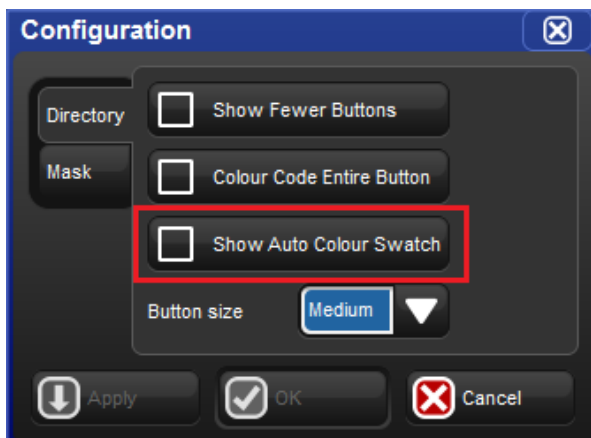 Configuration
Directory
Show Fewer Buttons
Mask
Colour Code Entire Button
Show Auto Colour Swatch
Button size
Medium
Apply
OK
Cancel